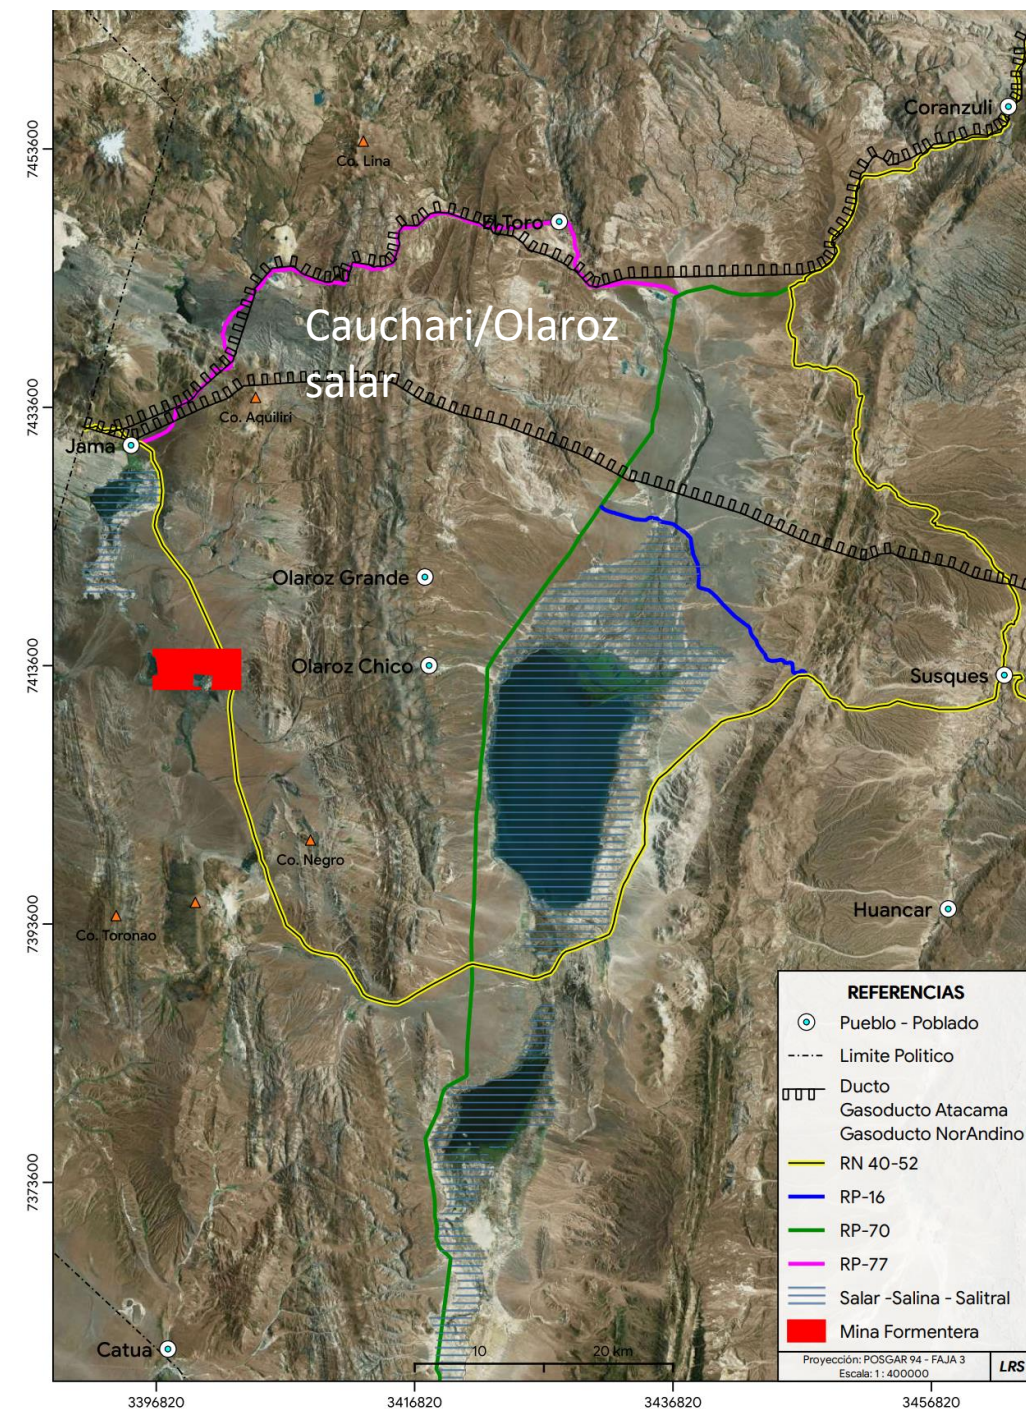 Coranzuli
7453600
Co. Lina
El Toro
Cauchari/Olaroz
salar
7433600
Co. Aquiliri
Jama
Olaroz Grande
7413600
Olaroz Chico
Susques
Co. Negro
Huancar
7393600
Co. Toronao
REFERENCIAS
Pueblo - Poblado
Limite Politico
Ducto
Gasoducto Atacama
Gasoducto NorAndino
RN 40-52
7373600
RP-16
RP-70
RP-77
Salar -Salina - Salitral
Mina Formentera
Catua
10 20 km
Proyección: POSGAR 94 - FAJA 3
Escala: 1 : 400000
LRS
3396820 3416820 3436820 3456820